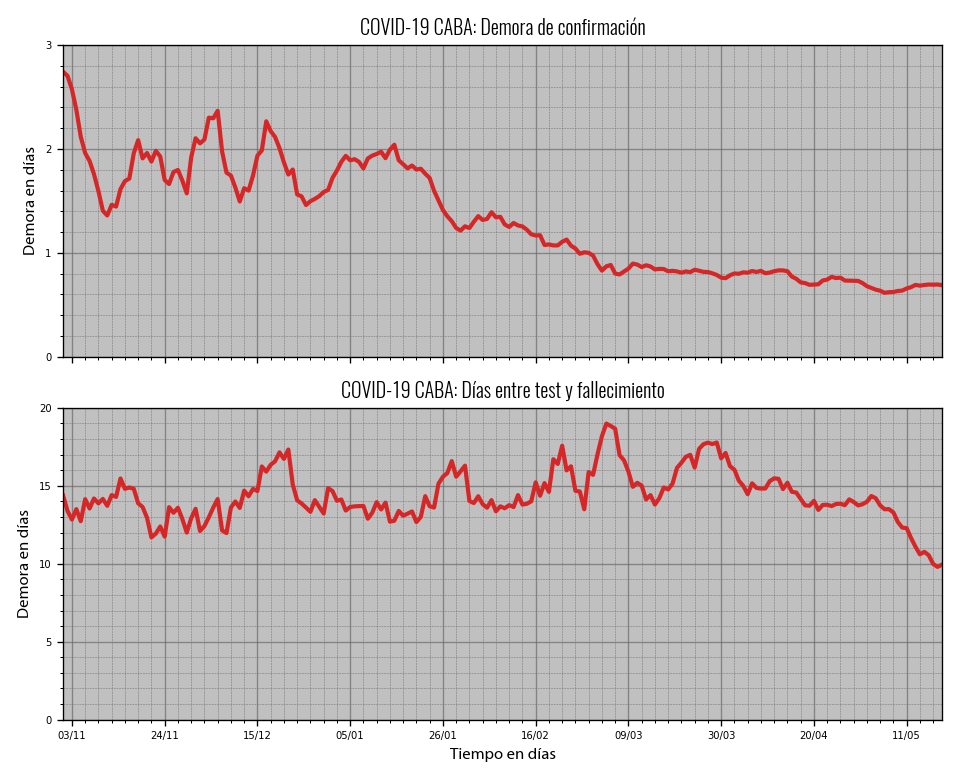 COVID-19 CABA: Demora de confirmación
3
2
1
0
Demora en días
COVID-19 CABA: Días entre test y fallecimiento
20
15
10
5
0
Demora en días
03/11 24/11 15/12 05/01 26/01 16/02 09/03 30/03 20/04 11/05
Tiempo en días